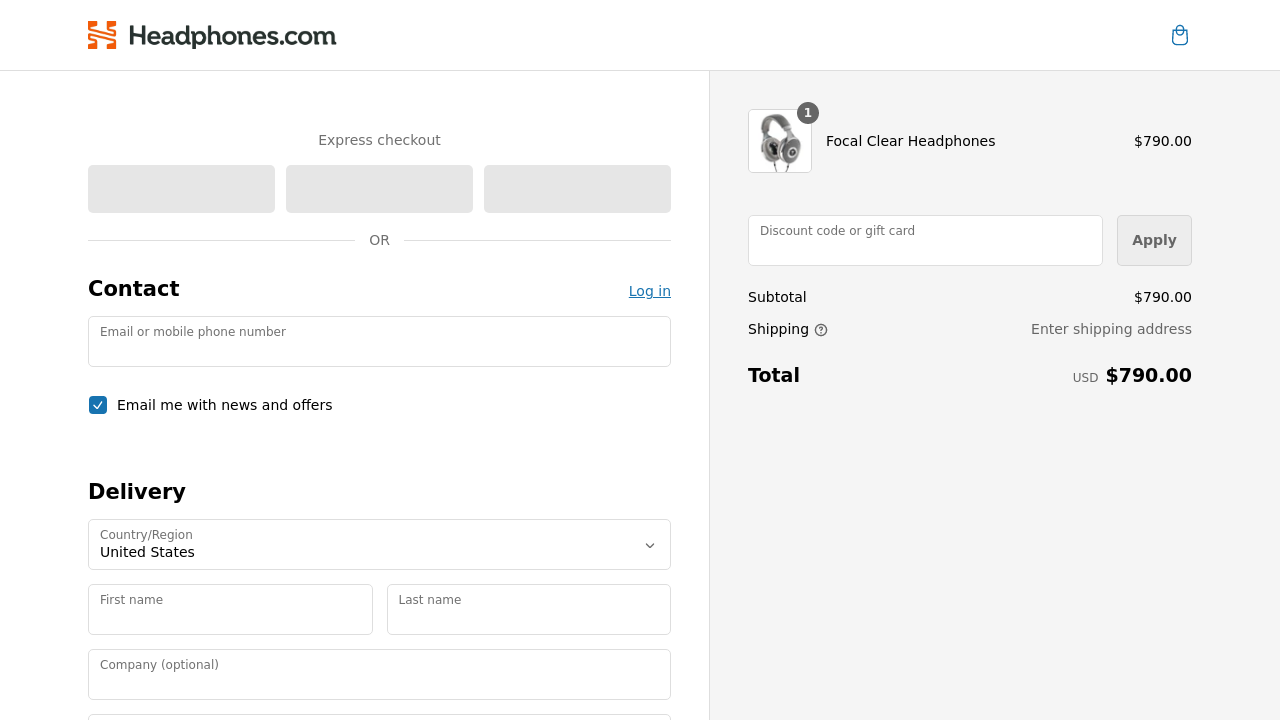 Headphones.com
Express checkout
OR
Contact
Log in
Email or mobile phone number
Email me with news and offers
Delivery
Country/Region
United States
First name
Last name
Company (optional)
1
Focal Clear Headphones
$790.00
Discount code or gift card
Apply
Subtotal
$790.00
Shipping
Enter shipping address
Total
USD $790.00